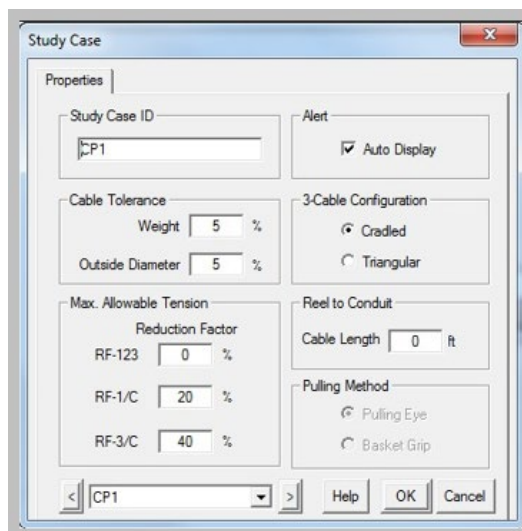 Study Case
Properties
Study Case ID
CP1
Alert
Auto Display
Cable Tolerance
Weight 5 %
Outside Diameter 5 %
3-Cable Configuration
Cradled
Triangular
Max. Allowable Tension
Reduction Factor
RF-123 0 %
RF-1/C 20 %
RF-3/C 40 %
Reel to Conduit
Cable Length 0 ft
Pulling Method
Pulling Eye
Basket Grip
< CP1 > Help OK Cancel